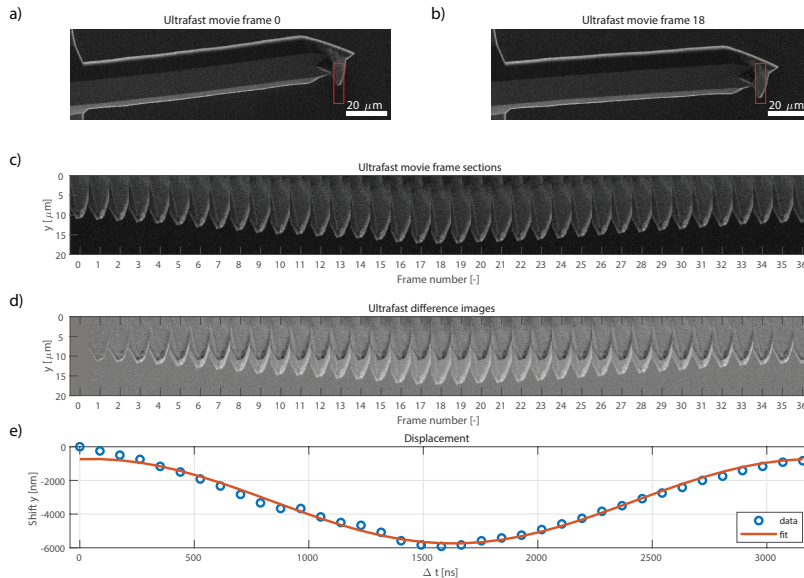 a)
Ultrafast movie frame 0
20 μm
b)
Ultrafast movie frame 18
20 μm
c)
Ultrafast movie frame sections
y [μm]
0
5
10
15
20
0 1 2 3 4 5 6 7 8 9 10 11 12 13 14 15 16 17 18 19 20 21 22 23 24 25 26 27 28 29 30 31 32 33 34 35 36
Frame number [-]
d)
Ultrafast difference images
y [μm]
0
5
10
15
20
0 1 2 3 4 5 6 7 8 9 10 11 12 13 14 15 16 17 18 19 20 21 22 23 24 25 26 27 28 29 30 31 32 33 34 35 36
Frame number [-]
e)
Displacement
Shift y [nm]
0
-2000
-4000
-6000
data
fit
0 500 1000 1500 2000 2500 3000
Δ t [ns]